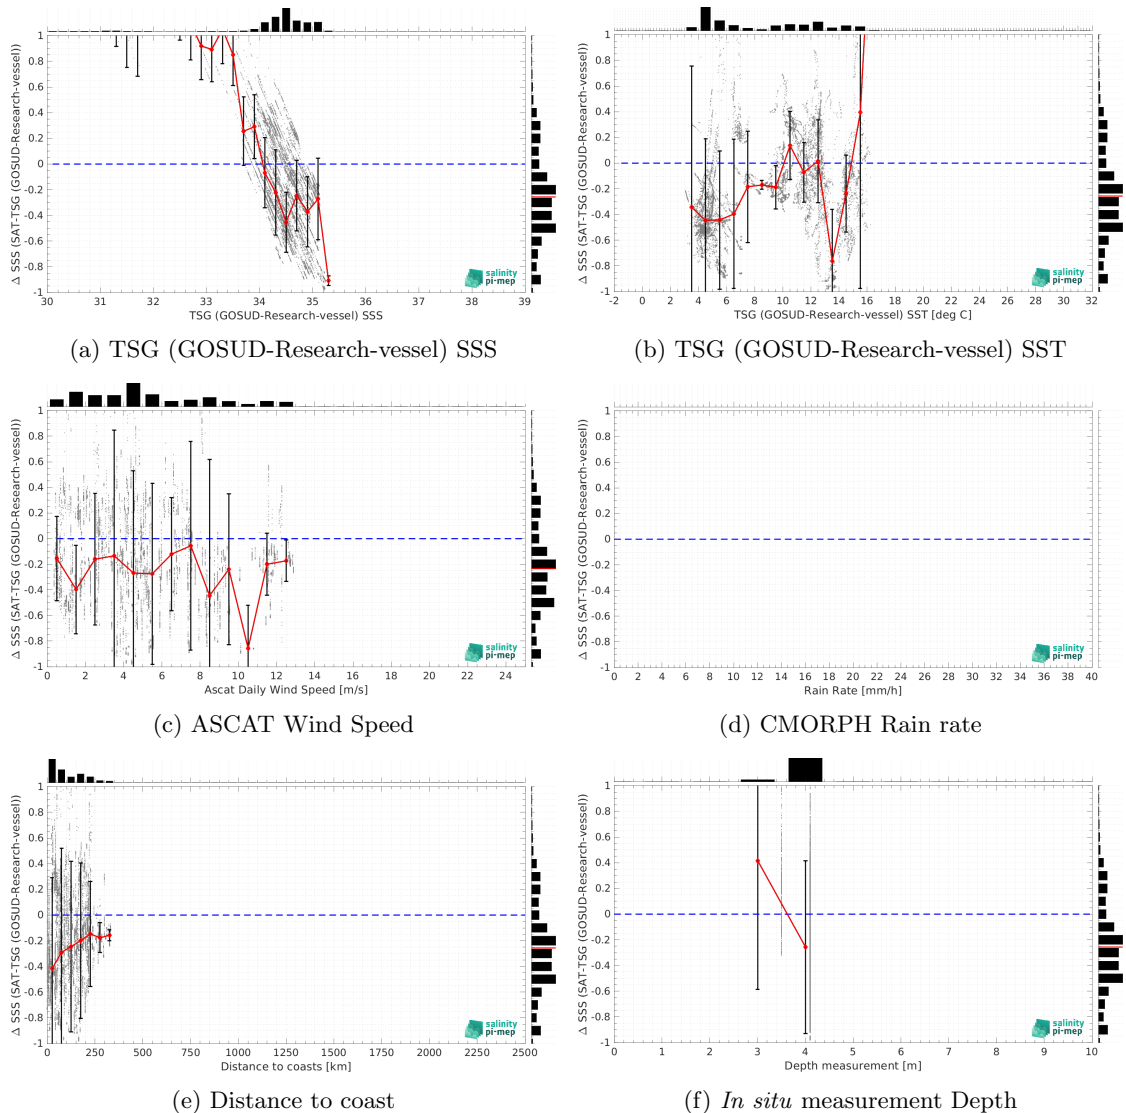 Δ SSS (SAT-TSG (GOSUD-Research-vessel))
1
0.8
0.6
0.4
0.2
0
-0.2
-0.4
-0.6
-0.8
-1
30 31 32 33 34 35 36 37 38 39
TSG (GOSUD-Research-vessel) SSS
salinity
pi-mep
(a) TSG (GOSUD-Research-vessel) SSS
Δ SSS (SAT-TSG (GOSUD-Research-vessel))
1
0.8
0.6
0.4
0.2
0
-0.2
-0.4
-0.6
-0.8
-1
-2 0 2 4 6 8 10 12 14 16 18 20 22 24 26 28 30 32
TSG (GOSUD-Research-vessel) SST [deg C]
salinity
pi-mep
(b) TSG (GOSUD-Research-vessel) SST
Δ SSS (SAT-TSG (GOSUD-Research-vessel))
1
0.8
0.6
0.4
0.2
0
-0.2
-0.4
-0.6
-0.8
-1
0 2 4 6 8 10 12 14 16 18 20 22 24
Ascat Daily Wind Speed [m/s]
salinity
pi-mep
(c) ASCAT Wind Speed
Δ SSS (SAT-TSG (GOSUD-Research-vessel))
1
0.8
0.6
0.4
0.2
0
-0.2
-0.4
-0.6
-0.8
-1
0 2 4 6 8 10 12 14 16 18 20 22 24 26 28 30 32 34 36 38 40
Rain Rate [mm/h]
salinity
pi-mep
(d) CMORPH Rain rate
Δ SSS (SAT-TSG (GOSUD-Research-vessel))
1
0.8
0.6
0.4
0.2
0
-0.2
-0.4
-0.6
-0.8
-1
0 250 500 750 1000 1250 1500 1750 2000 2250 2500
Distance to coasts [km]
salinity
pi-mep
(e) Distance to coast
Δ SSS (SAT-TSG (GOSUD-Research-vessel))
1
0.8
0.6
0.4
0.2
0
-0.2
-0.4
-0.6
-0.8
-1
0 1 2 3 4 5 6 7 8 9 10
Depth measurement [m]
salinity
pi-mep
(f) In situ measurement Depth